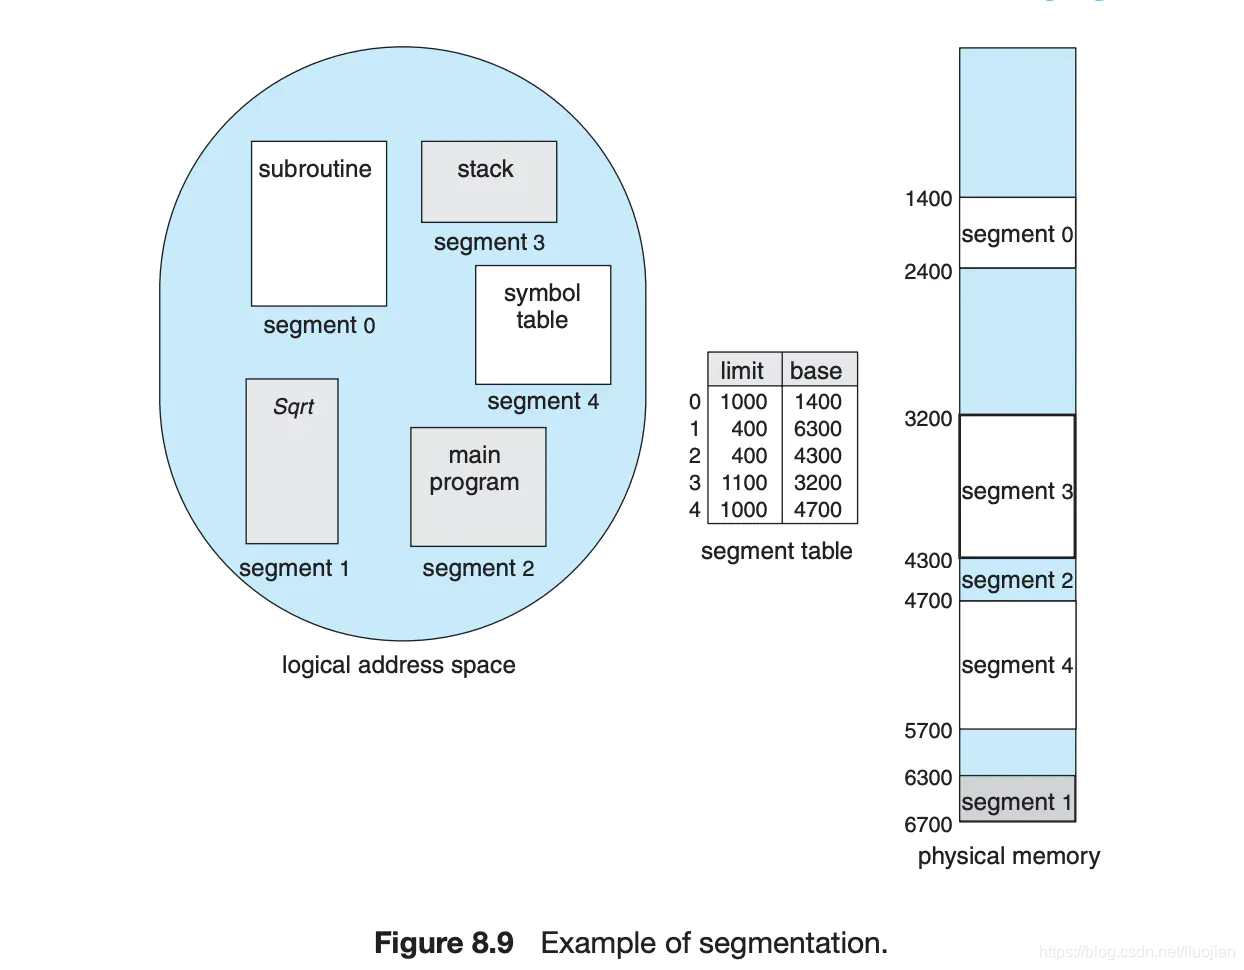 subroutine
segment 0
stack
segment 3
symbol
table
segment 4
Sqrt
segment 1
main
program
segment 2
logical address space
limit base
0 1000 1400
1 400 6300
2 400 4300
3 1100 3200
4 1000 4700
segment table
1400
segment 0
2400
3200
segment 3
4300
segment 2
4700
segment 4
5700
6300
segment 1
6700
physical memory
Figure 8.9 Example of segmentation.
https://blog.csdn.net/lluojian